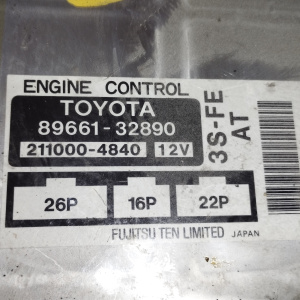 ENGINE CONTROL
TOYOTA
89661-32890
211000-4840 12V
3S-FE
AT
26P 16P 22P
FUJITSU TEN LIMITED JAPAN